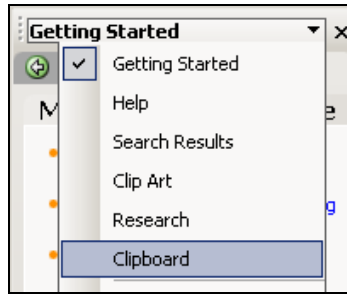 Getting Started
Getting Started
Help
Search Results
Clip Art
Research
Clipboard